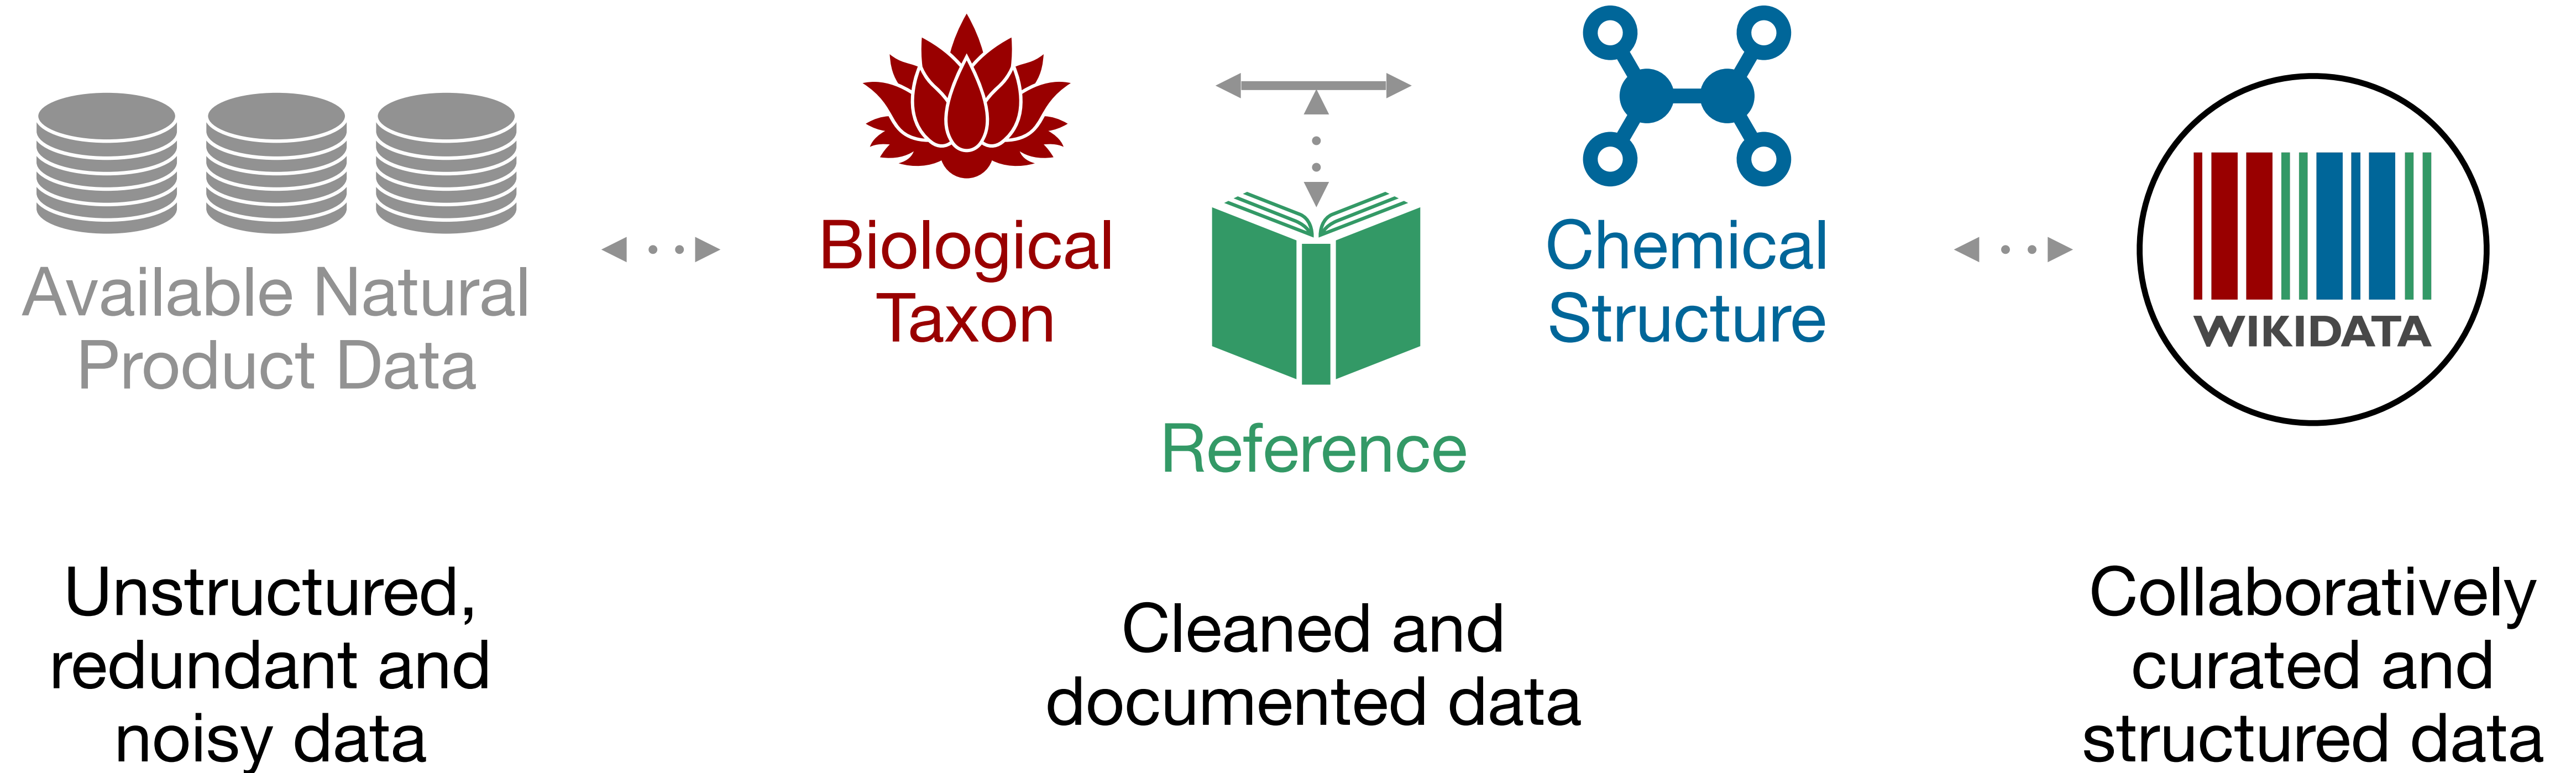 Available Natural
Product Data
Biological
Taxon
Reference
Chemical
Structure
WIKIDATA
Unstructured,
redundant and
noisy data
Cleaned and
documented data
Collaboratively
curated and
structured data